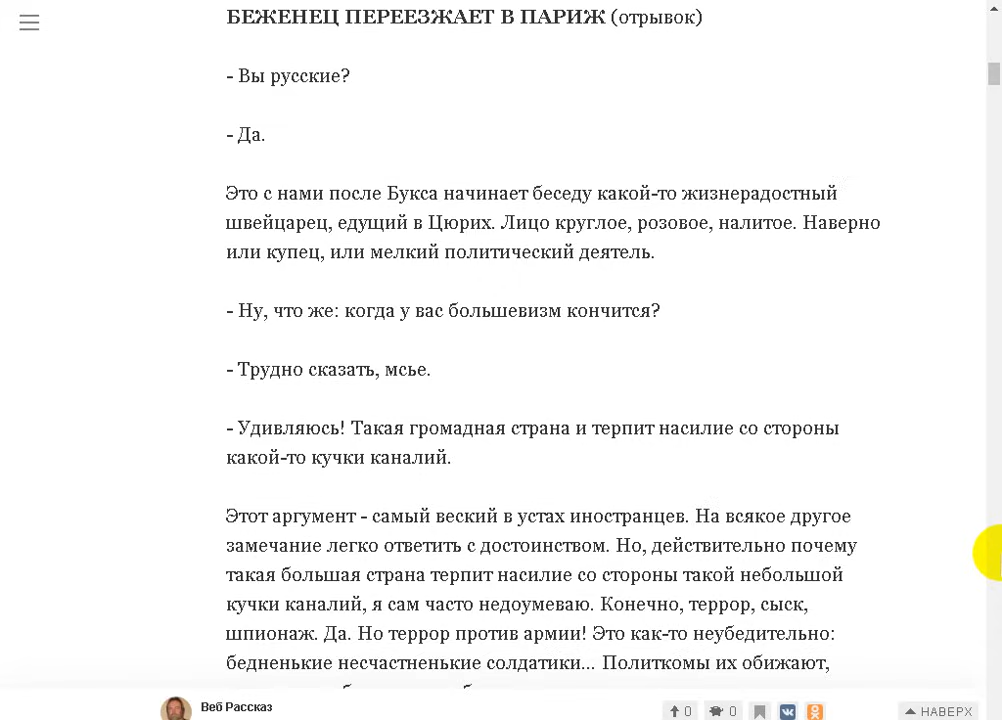 БЕЖЕНЕЦ ПЕРЕЕЗЖАЕТ В ПАРИЖ (отрывок)
- Вы русские?
- Да.
Это с нами после Букса начинает беседу какой-то жизнерадостный
швейцарец, едущий в Цюрих. Лицо круглое, розовое, налитое. Наверно
или купец, или мелкий политический деятель.
- Ну, что же: когда у вас большевизм кончится?
- Трудно сказать, мсье.
- Удивляюсь! Такая громадная страна и терпит насилие со стороны
какой-то кучки каналий.
Этот аргумент - самый веский в устах иностранцев. На всякое другое
замечание легко ответить с достоинством. Но, действительно почему
такая большая страна терпит насилие со стороны такой небольшой
кучки каналий, я сам часто недоумеваю. Конечно, террор, сыск,
шпионаж. Да. Но террор против армии! Это как-то неубедительно:
бедненькие несчастненькие солдатики... Политкомы их обижают,
Веб Рассказ
0
0
НАВЕРХ